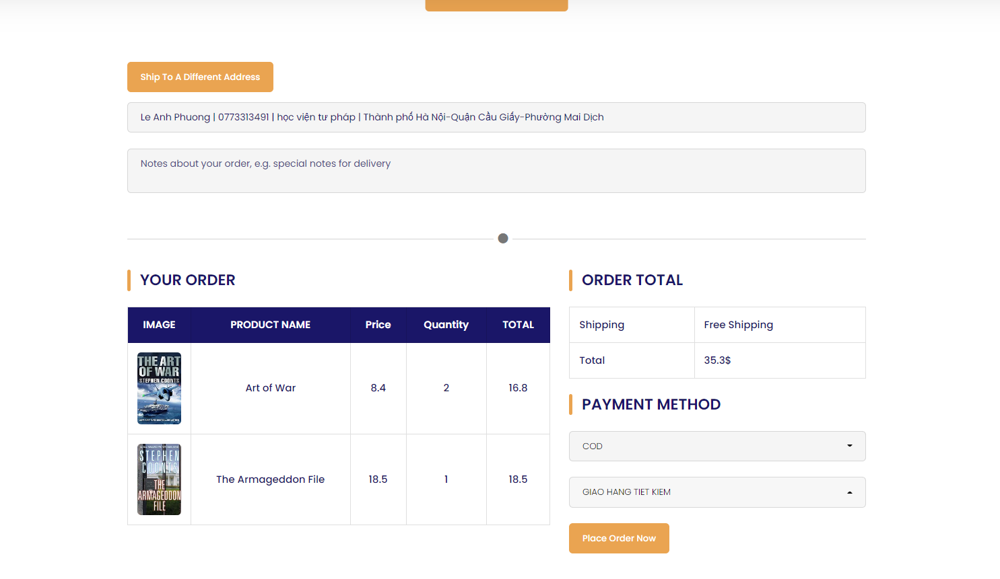 Ship To A Different Address
Le Anh Phuong | 0773313491 | học viện tư pháp | Thành phố Hà Nội-Quận Cầu Giấy-Phường Mai Dịch
Notes about your order, e.g. special notes for delivery
YOUR ORDER
IMAGE PRODUCT NAME Price Quantity TOTAL
THE ART
OF WAR
STEPHEN COONTS
Art of War 8.4 2 16.8
STEPHEN
COONTS
THE
ARMAGEDDON
FILE
The Armageddon File 18.5 1 18.5
ORDER TOTAL
Shipping Free Shipping
Total 35.3$
PAYMENT METHOD
COD
GIAO HANG TIET KIEM
Place Order Now